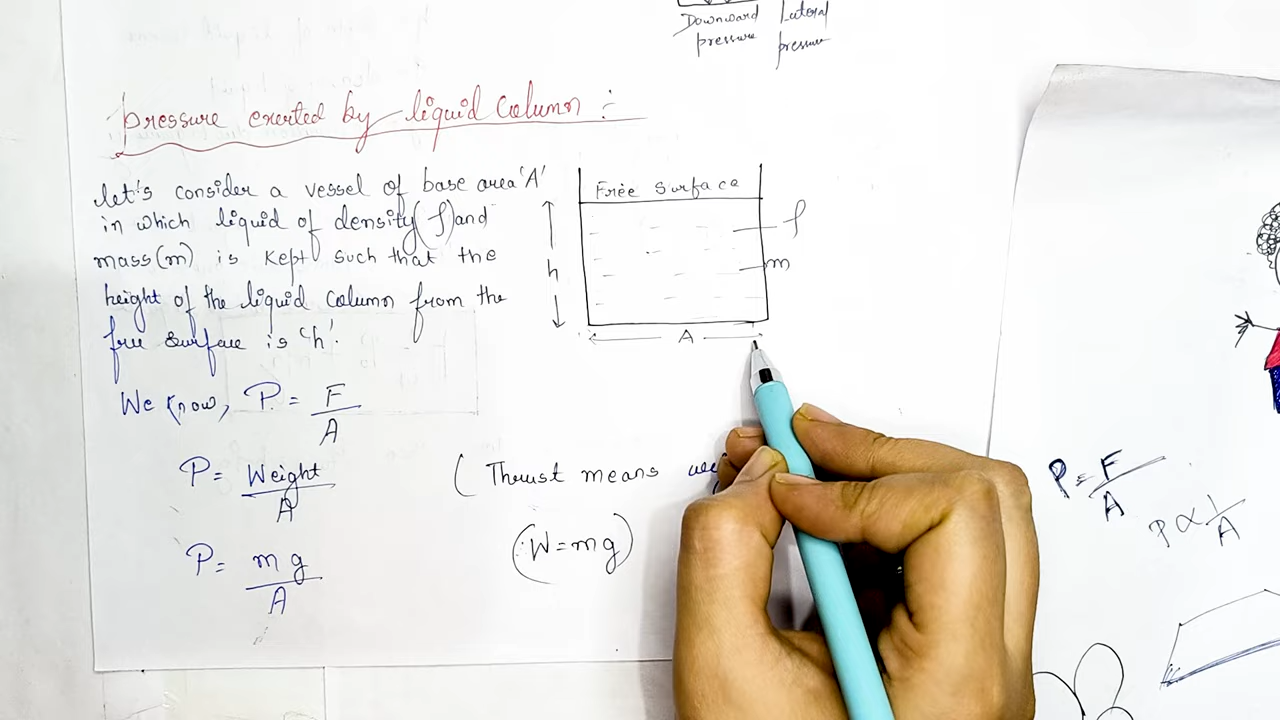 Downward Lateral
pressure pressure
pressure exerted by liquid column :
let's consider a vessel of base area 'A'
in which liquid of density (ρ) and
mass (m) is kept such that the
height of the liquid column from the
free surface is 'h'.
Free surface
ρ
m
h
A
We know, P = F/A
P = Weight/A
( Thrust means
P = mg/A
(W = mg)
P = F/A
P ∝ 1/A